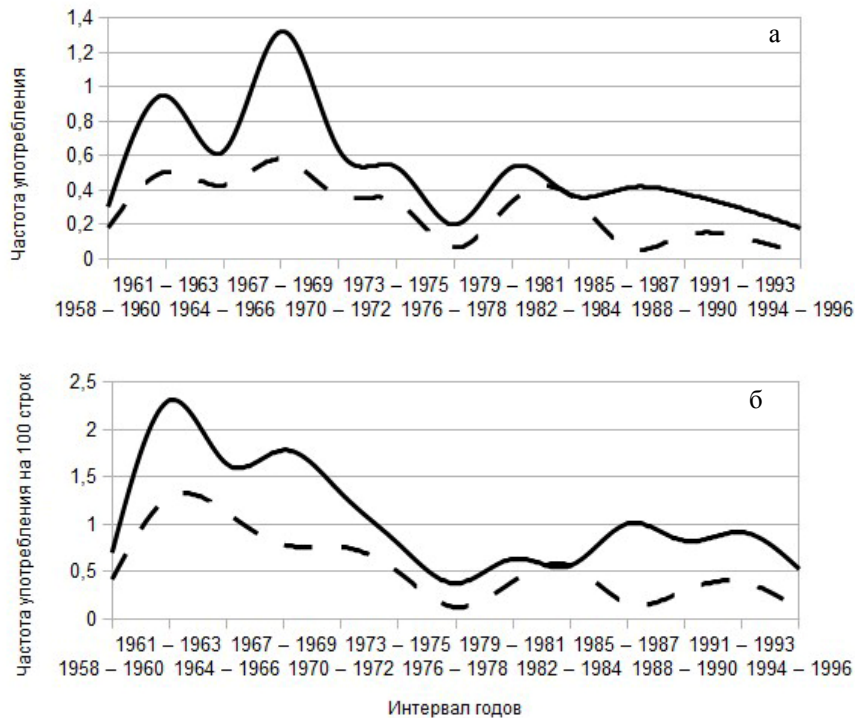 а
Частота употребления
1,4
1,2
1
0,8
0,6
0,4
0,2
0
1961 – 1963 1967 – 1969 1973 – 1975 1979 – 1981 1985 – 1987 1991 – 1993
1958 – 1960 1964 – 1966 1970 – 1972 1976 – 1978 1982 – 1984 1988 – 1990 1994 – 1996
б
Частота употребления на 100 строк
2,5
2
1,5
1
0,5
0
1961 – 1963 1967 – 1969 1973 – 1975 1979 – 1981 1985 – 1987 1991 – 1993
1958 – 1960 1964 – 1966 1970 – 1972 1976 – 1978 1982 – 1984 1988 – 1990 1994 – 1996
Интервал годов